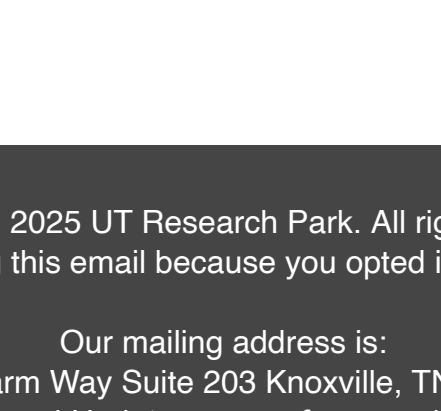 2025 UT Research Park. All rig
this email because you opted i
Our mailing address is:
arm Way Suite 203 Knoxville, TN